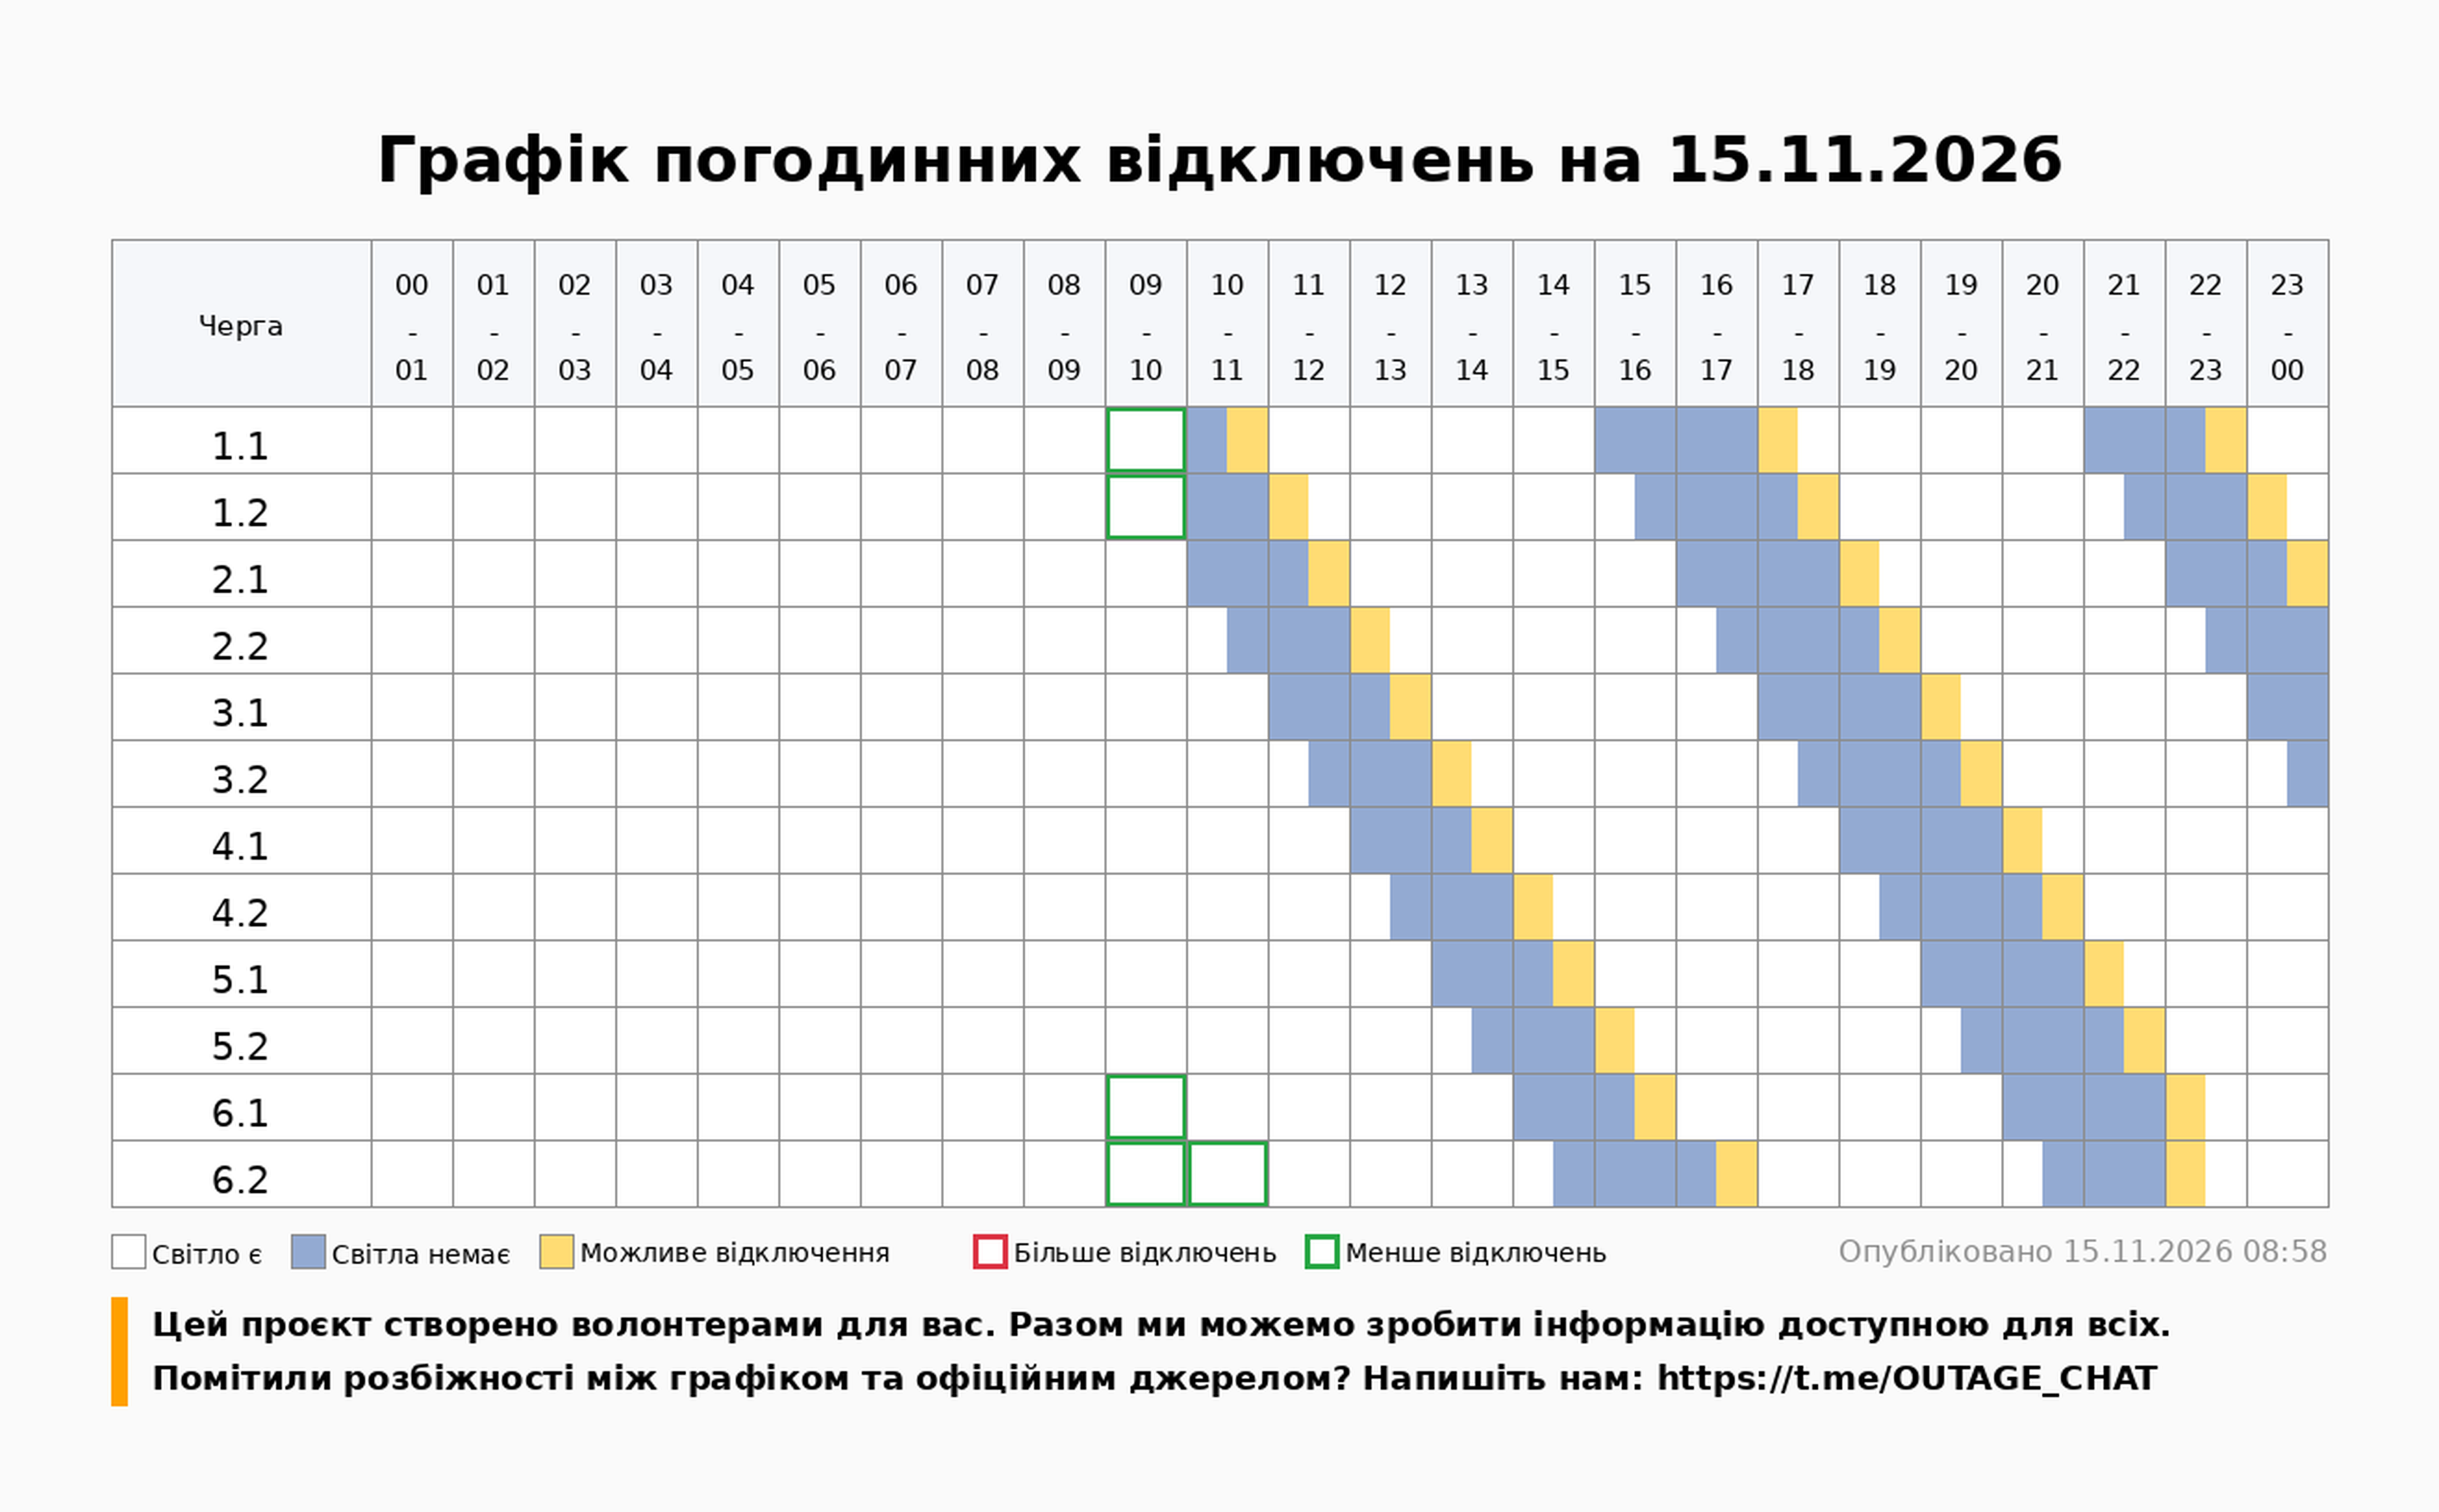 Графік погодинних відключень на 15.11.2026
Черга
00 - 01
01 - 02
02 - 03
03 - 04
04 - 05
05 - 06
06 - 07
07 - 08
08 - 09
09 - 10
10 - 11
11 - 12
12 - 13
13 - 14
14 - 15
15 - 16
16 - 17
17 - 18
18 - 19
19 - 20
20 - 21
21 - 22
22 - 23
23 - 00
1.1
1.2
2.1
2.2
3.1
3.2
4.1
4.2
5.1
5.2
6.1
6.2
Світло є
Світла немає
Можливе відключення
Більше відключень
Менше відключень
Опубліковано 15.11.2026 08:58
Цей проєкт створено волонтерами для вас. Разом ми можемо зробити інформацію доступною для всіх.
Помітили розбіжності між графіком та офіційним джерелом? Напишіть нам: https://t.me/OUTAGE_CHAT